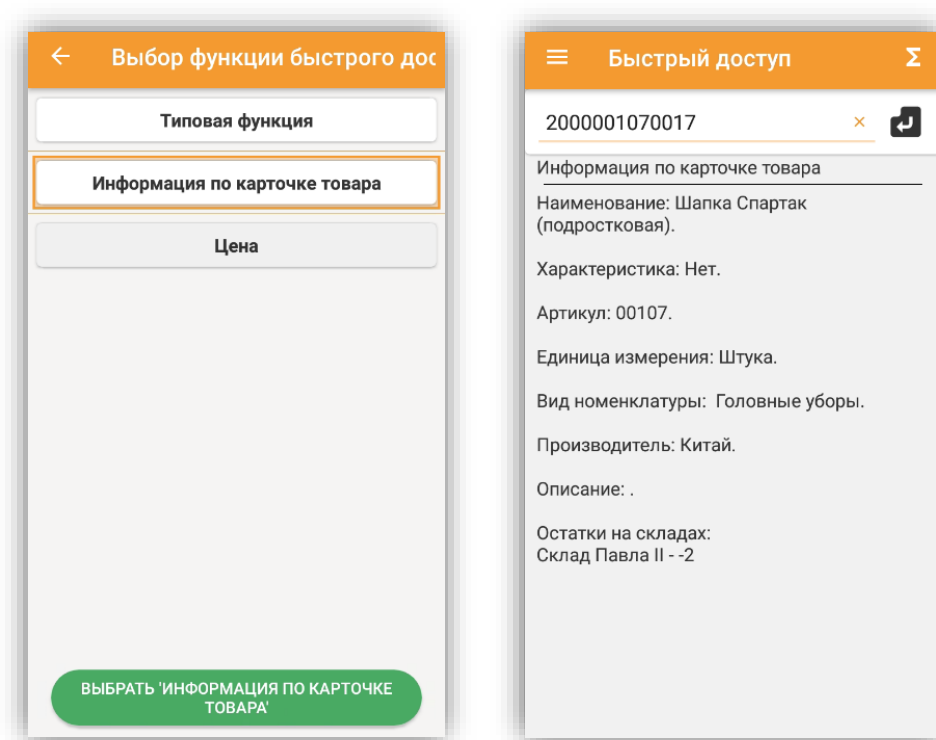 Выбор функции быстрого дос
Типовая функция
Информация по карточке товара
Цена
ВЫБРАТЬ 'ИНФОРМАЦИЯ ПО КАРТОЧКЕ
ТОВАРА'
Быстрый доступ Σ
2000001070017
Информация по карточке товара
Наименование: Шапка Спартак
(подростковая).
Характеристика: Нет.
Артикул: 00107.
Единица измерения: Штука.
Вид номенклатуры:  Головные уборы.
Производитель: Китай.
Описание: .
Остатки на складах:
Склад Павла II - -2